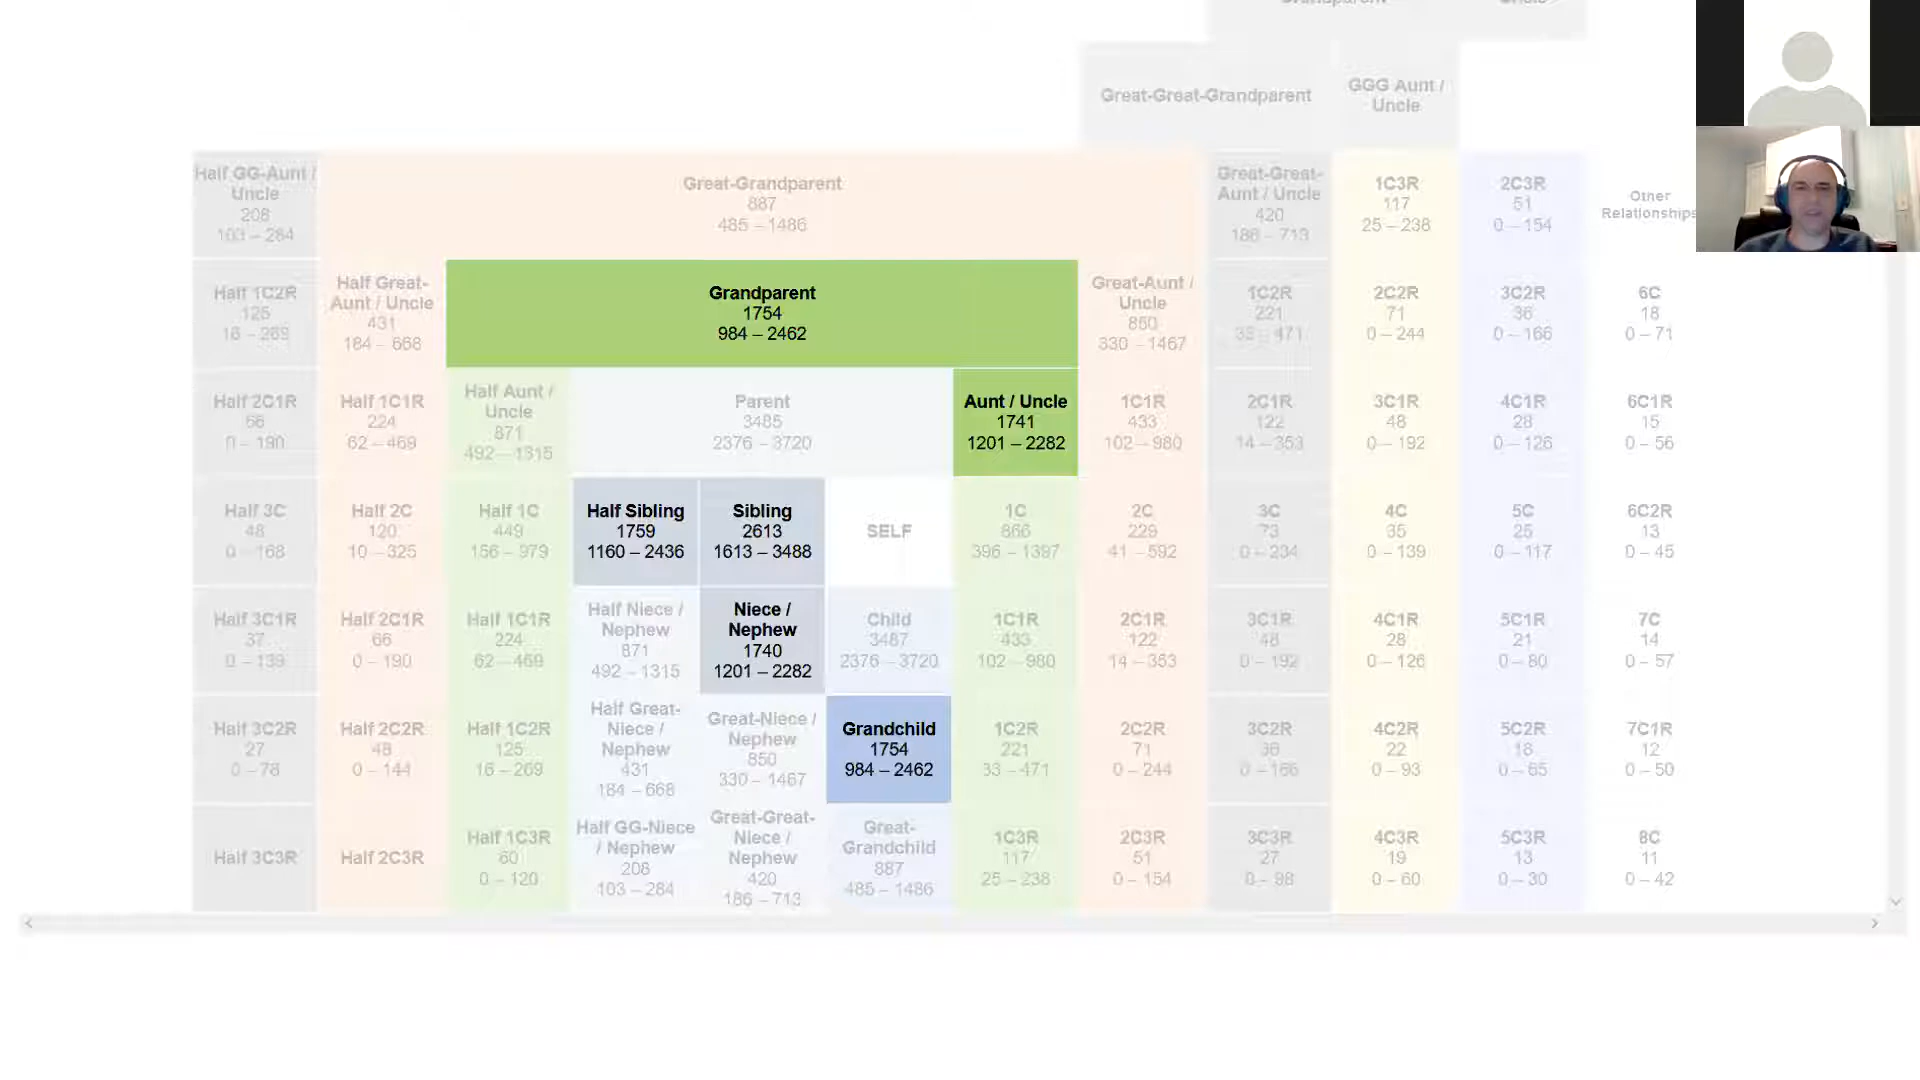 Grandparent
Uncle
Great-Great-Grandparent
GGG Aunt /
Uncle
Half GG-Aunt /
Uncle
208
103 – 284
Great-Grandparent
887
485 – 1486
Great-Great-
Aunt / Uncle
420
186 – 713
1C3R
117
25 – 238
2C3R
51
0 – 154
Other
Relationships
Half 1C2R
125
16 – 269
Half Great-
Aunt / Uncle
431
184 – 668
Grandparent
1754
984 – 2462
Great-Aunt /
Uncle
850
330 – 1467
1C2R
221
33 – 471
2C2R
71
0 – 244
3C2R
36
0 – 166
6C
18
0 – 71
Half 2C1R
66
0 – 190
Half 1C1R
224
62 – 469
Half Aunt /
Uncle
871
492 – 1315
Parent
3485
2376 – 3720
Aunt / Uncle
1741
1201 – 2282
1C1R
433
102 – 980
2C1R
122
14 – 353
3C1R
48
0 – 192
4C1R
28
0 – 126
6C1R
15
0 – 56
Half 3C
48
0 – 168
Half 2C
120
10 – 325
Half 1C
449
156 – 979
Half Sibling
1759
1160 – 2436
Sibling
2613
1613 – 3488
SELF
1C
866
396 – 1397
2C
229
41 – 592
3C
73
0 – 234
4C
35
0 – 139
5C
25
0 – 117
6C2R
13
0 – 45
Half 3C1R
37
0 – 139
Half 2C1R
66
0 – 190
Half 1C1R
224
62 – 469
Half Niece /
Nephew
871
492 – 1315
Niece /
Nephew
1740
1201 – 2282
Child
3487
2376 – 3720
1C1R
433
102 – 980
2C1R
122
14 – 353
3C1R
48
0 – 192
4C1R
28
0 – 126
5C1R
21
0 – 80
7C
14
0 – 57
Half 3C2R
27
0 – 78
Half 2C2R
48
0 – 144
Half 1C2R
125
16 – 269
Half Great-
Niece /
Nephew
431
184 – 668
Great-Niece /
Nephew
850
330 – 1467
Grandchild
1754
984 – 2462
1C2R
221
33 – 471
2C2R
71
0 – 244
3C2R
36
0 – 166
4C2R
22
0 – 93
5C2R
18
0 – 65
7C1R
12
0 – 50
Half 3C3R
Half 2C3R
Half 1C3R
60
0 – 120
Half GG-Niece
/ Nephew
208
103 – 284
Great-Great-
Niece /
Nephew
420
186 – 713
Great-
Grandchild
887
485 – 1486
1C3R
117
25 – 238
2C3R
51
0 – 154
3C3R
27
0 – 98
4C3R
19
0 – 60
5C3R
13
0 – 30
8C
11
0 – 42